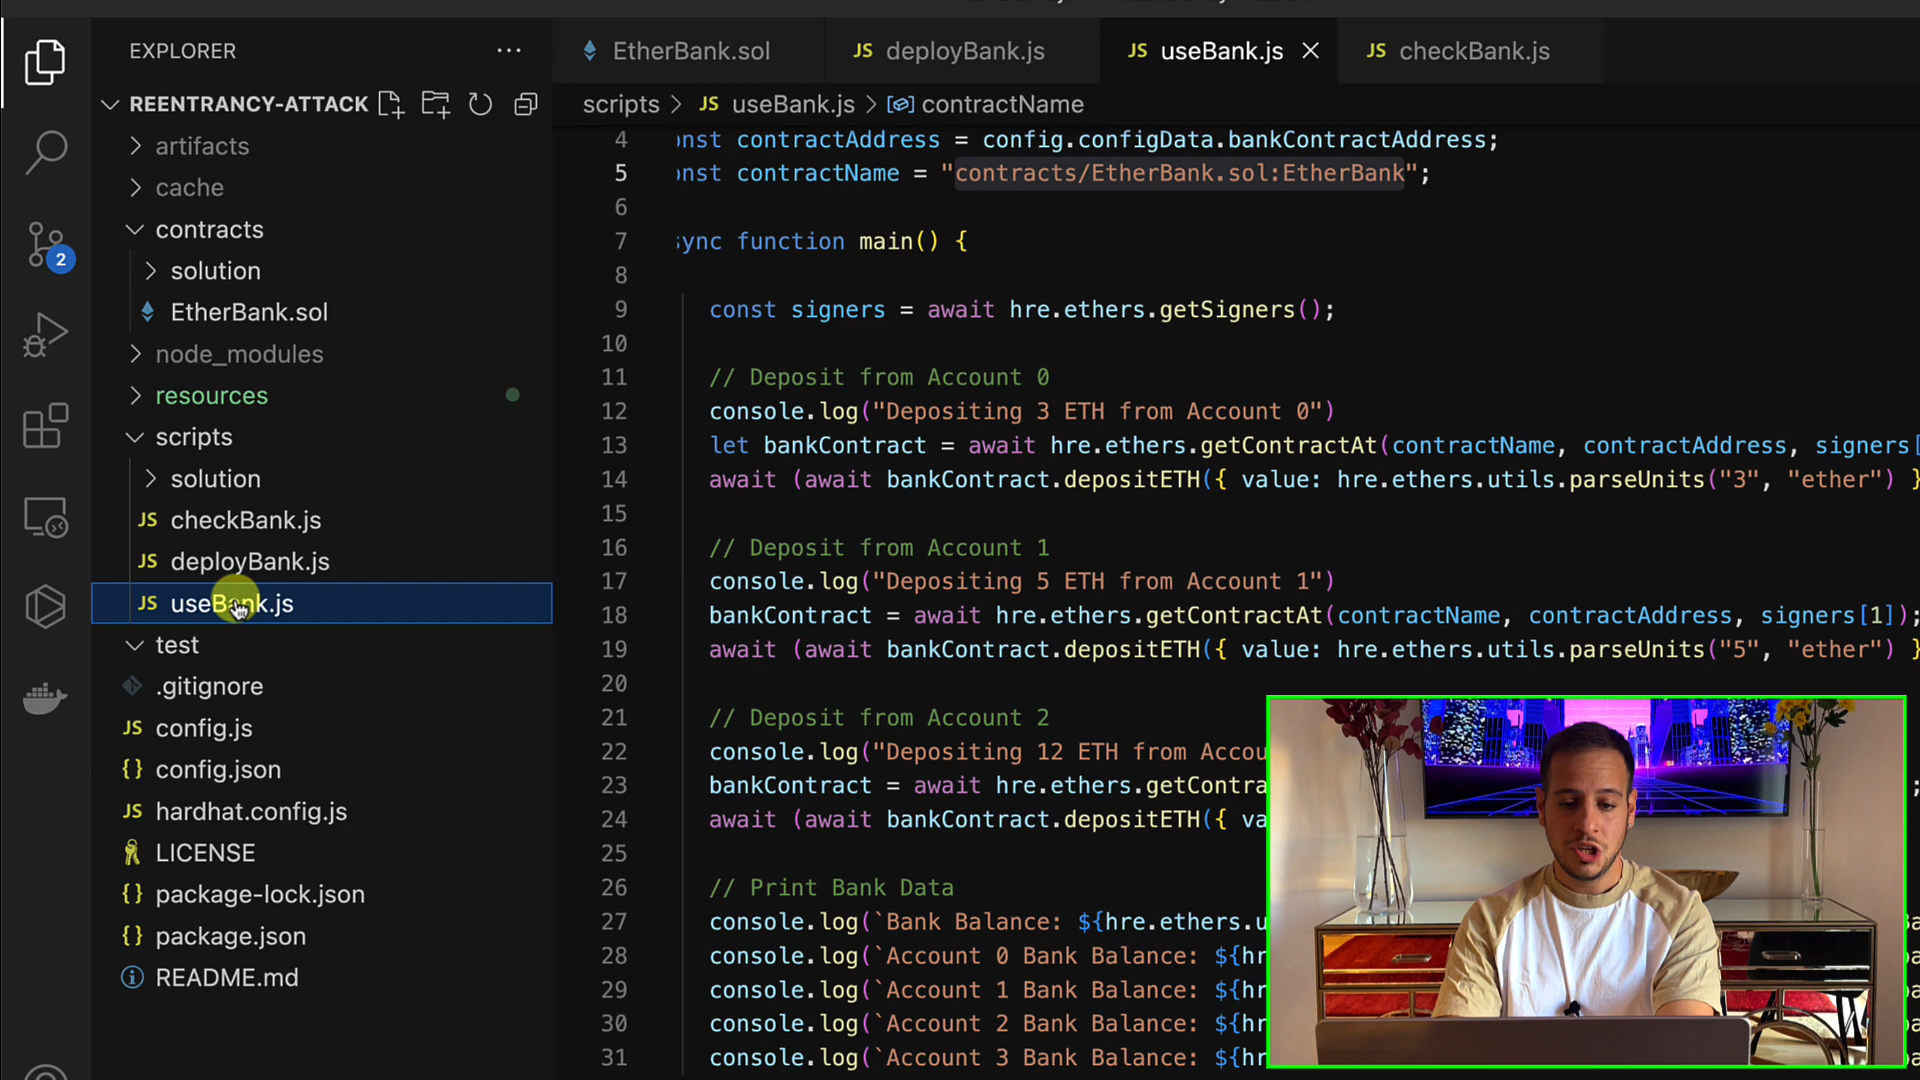 EXPLORER
REENTRANCY-ATTACK
artifacts
cache
contracts
solution
EtherBank.sol
node_modules
resources
scripts
solution
checkBank.js
deployBank.js
useBank.js
test
.gitignore
config.js
config.json
hardhat.config.js
LICENSE
package-lock.json
package.json
README.md
2
EtherBank.sol
JS deployBank.js
JS useBank.js
JS checkBank.js
scripts > JS useBank.js > contractName
4 nst contractAddress = config.configData.bankContractAddress;
5 nst contractName = "contracts/EtherBank.sol:EtherBank";
6
7 sync function main() {
8
9 const signers = await hre.ethers.getSigners();
10
11 // Deposit from Account 0
12 console.log("Depositing 3 ETH from Account 0")
13 let bankContract = await hre.ethers.getContractAt(contractName, contractAddress, signers[
14 await (await bankContract.depositETH({ value: hre.ethers.utils.parseUnits("3", "ether") }
15
16 // Deposit from Account 1
17 console.log("Depositing 5 ETH from Account 1")
18 bankContract = await hre.ethers.getContractAt(contractName, contractAddress, signers[1]);
19 await (await bankContract.depositETH({ value: hre.ethers.utils.parseUnits("5", "ether") }
20
21 // Deposit from Account 2
22 console.log("Depositing 12 ETH from Accou
23 bankContract = await hre.ethers.getContra
24 await (await bankContract.depositETH({ va
25
26 // Print Bank Data
27 console.log(`Bank Balance: ${hre.ethers.u
28 console.log(`Account 0 Bank Balance: ${hr
29 console.log(`Account 1 Bank Balance: ${hr
30 console.log(`Account 2 Bank Balance: ${hr
31 console.log(`Account 3 Bank Balance: ${hr